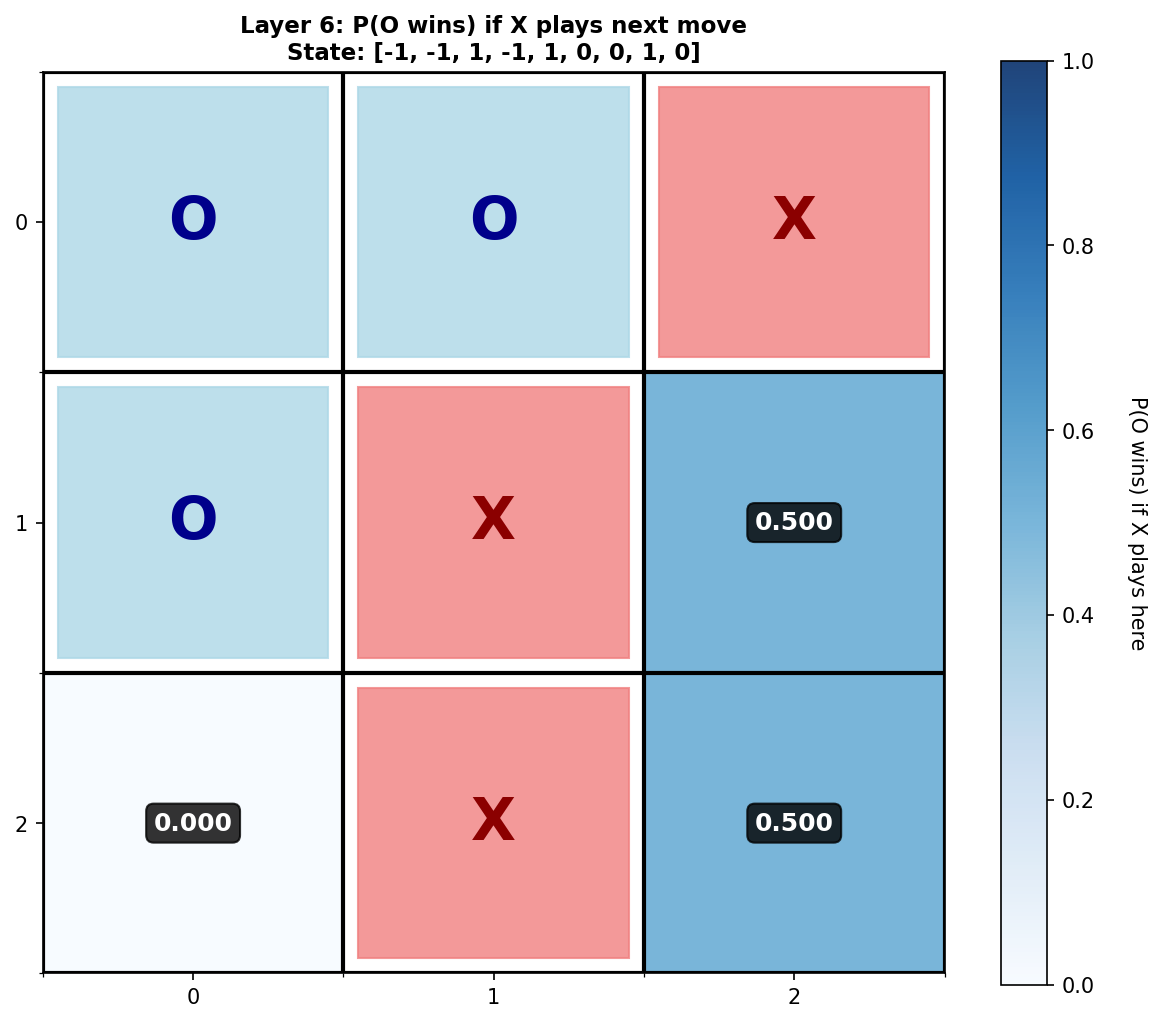 Layer 6: P(O wins) if X plays next move
State: [-1, -1, 1, -1, 1, 0, 0, 1, 0]
1.0
0.8
0.6
0.4
0.2
0.0
P(O wins) if X plays here
0
O
O
X
1
O
X
0.500
2
0.000
X
0.500
0
1
2